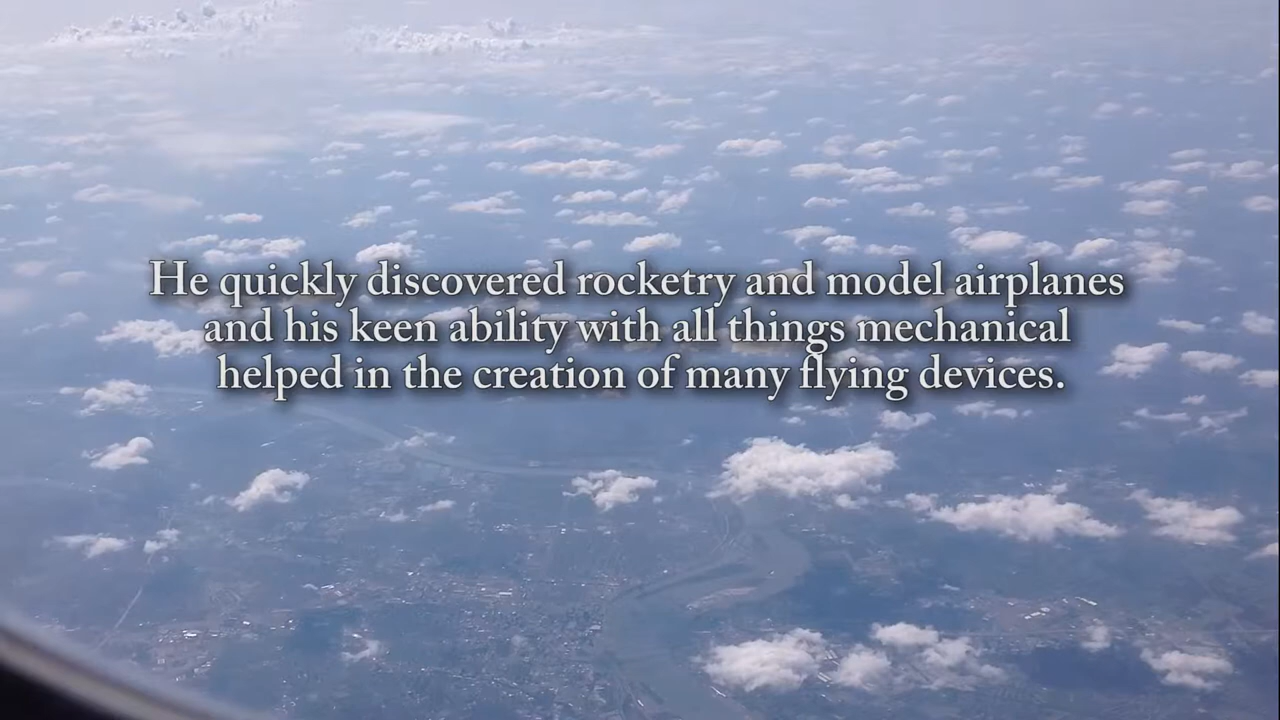 He quickly discovered rocketry and model airplanes
and his keen ability with all things mechanical
helped in the creation of many flying devices.